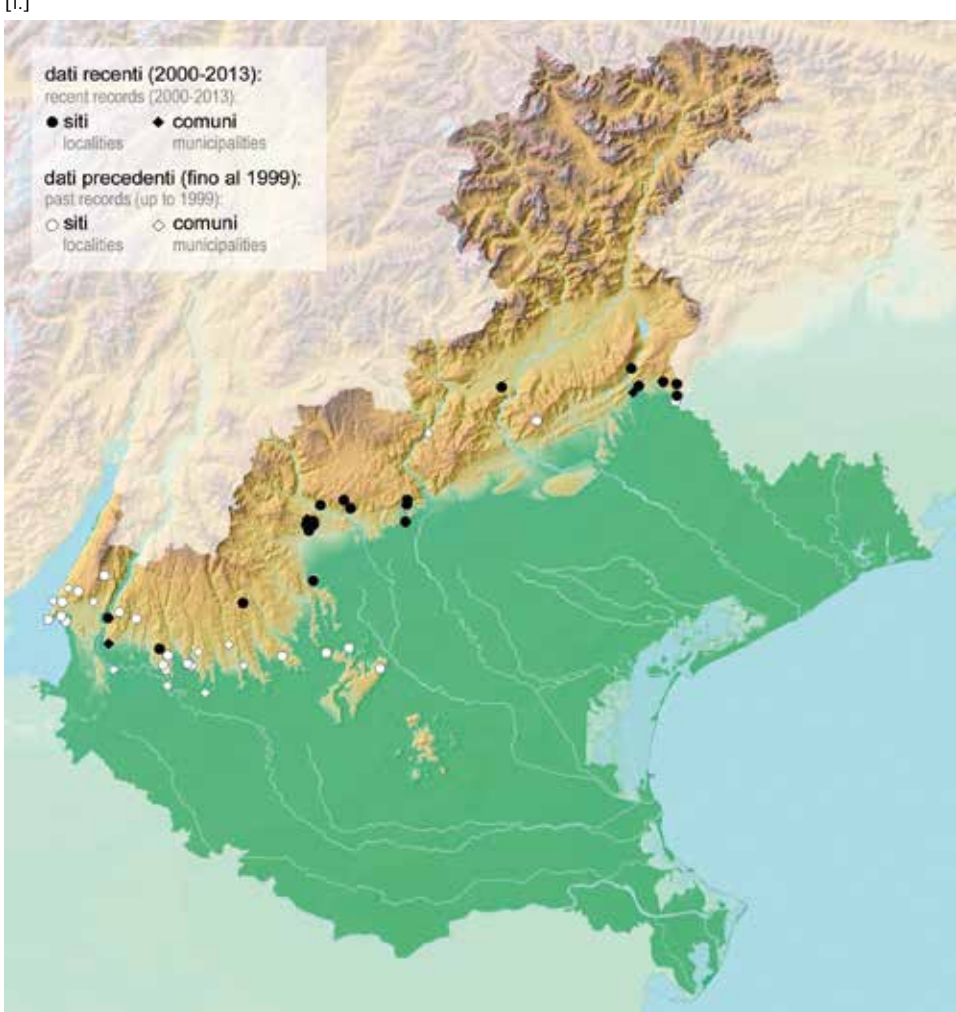 [f.]
dati recenti (2000-2013):
recent records (2000-2013):
siti comuni
localities municipalities
dati precedenti (fino al 1999):
past records (up to 1999):
siti comuni
localities municipalities